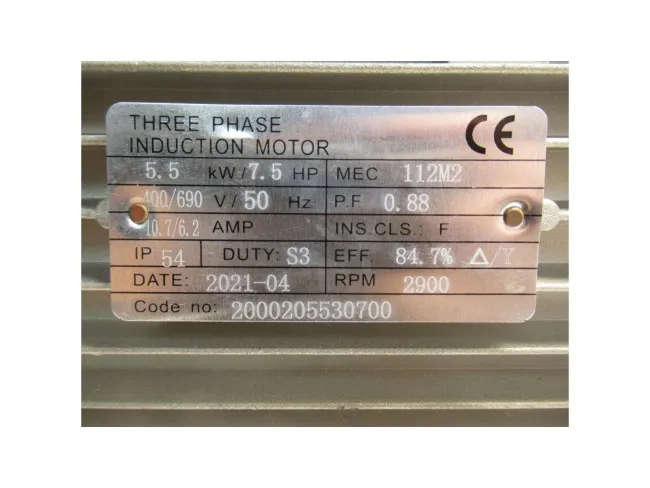 THREE PHASE
INDUCTION MOTOR
CE
5.5 kW/7.5 HP MEC 112M2
400/690 V/50 Hz P.F 0.88
10.7/6.2 AMP INS.CLS.: F
IP 54 DUTY: S3 EFF. 84.7% Δ/Y
DATE: 2021-04 RPM 2900
Code no: 2000205530700